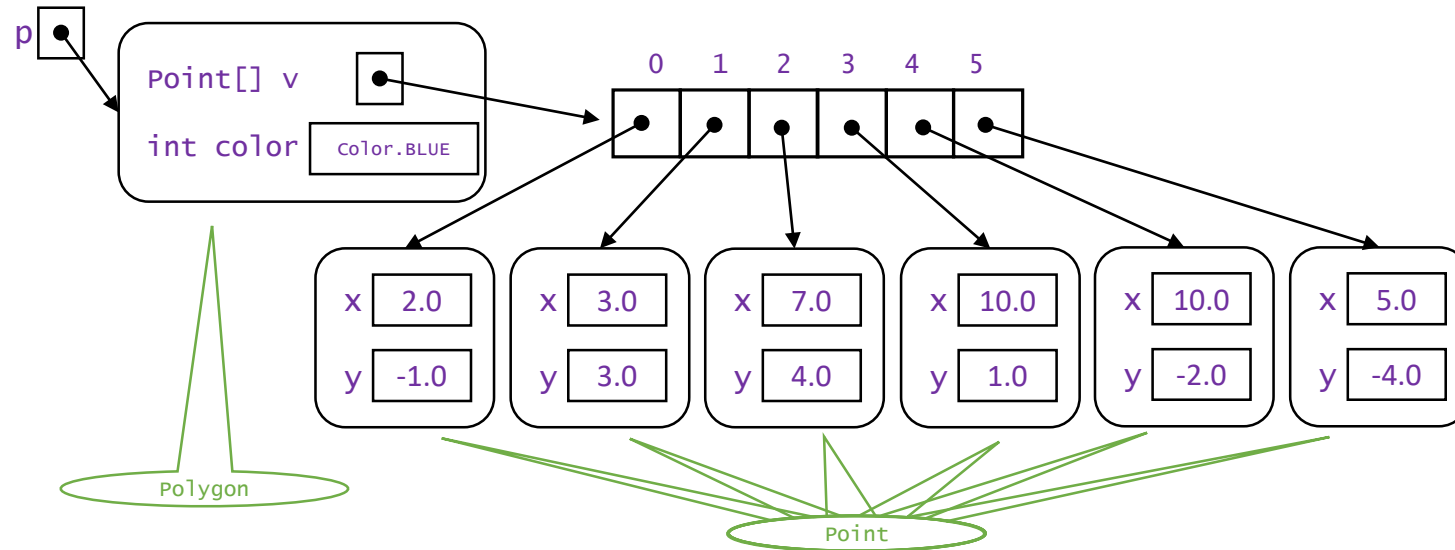 p
Point[] v
int color Color.BLUE
0 1 2 3 4 5
x 2.0 x 3.0 x 7.0 x 10.0 x 10.0 x 5.0
y -1.0 y 3.0 y 4.0 y 1.0 y -2.0 y -4.0
Polygon
Point